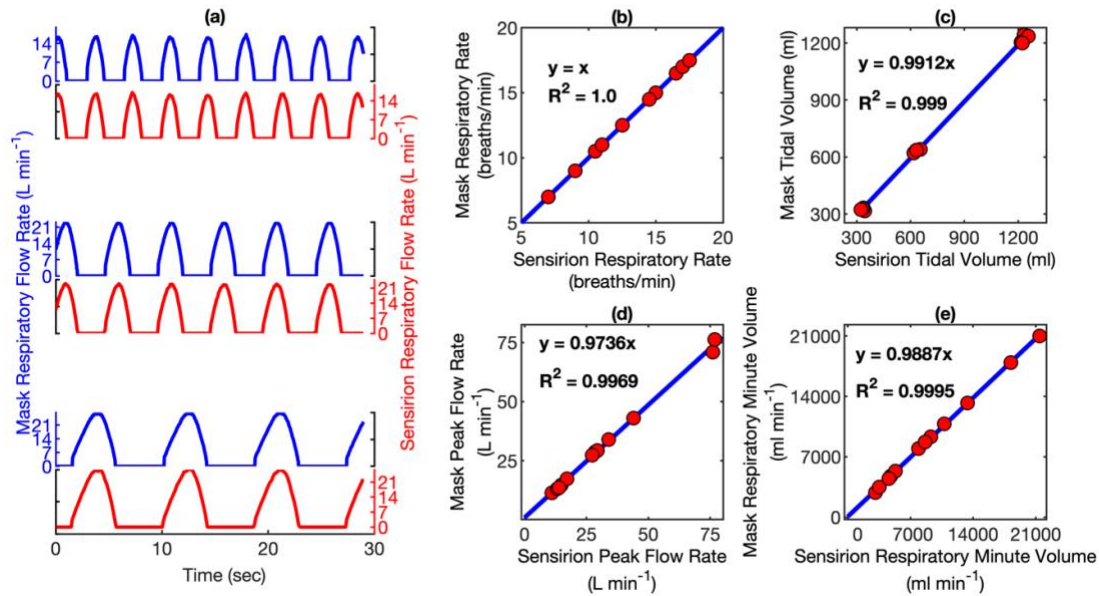 (a)
Mask Respiratory Flow Rate (L min⁻¹)
14
7
0
14
7
0
21
14
7
0
21
14
7
0
21
14
7
0
21
14
7
0
Sensirion Respiratory Flow Rate (L min⁻¹)
0 10 20 30
Time (sec)
(b)
Mask Respiratory Rate
(breaths/min)
20
15
10
5
y = x
R² = 1.0
5 10 15 20
Sensirion Respiratory Rate
(breaths/min)
(c)
Mask Tidal Volume (ml)
1200
900
600
300
y = 0.9912x
R² = 0.999
300 600 900 1200
Sensirion Tidal Volume (ml)
(d)
Mask Peak Flow Rate
(L min⁻¹)
75
50
25
y = 0.9736x
R² = 0.9969
0 25 50 75
Sensirion Peak Flow Rate
(L min⁻¹)
(e)
Mask Respiratory Minute Volume
(ml min⁻¹)
21000
14000
7000
0
y = 0.9887x
R² = 0.9995
0 7000 14000 21000
Sensirion Respiratory Minute Volume
(ml min⁻¹)